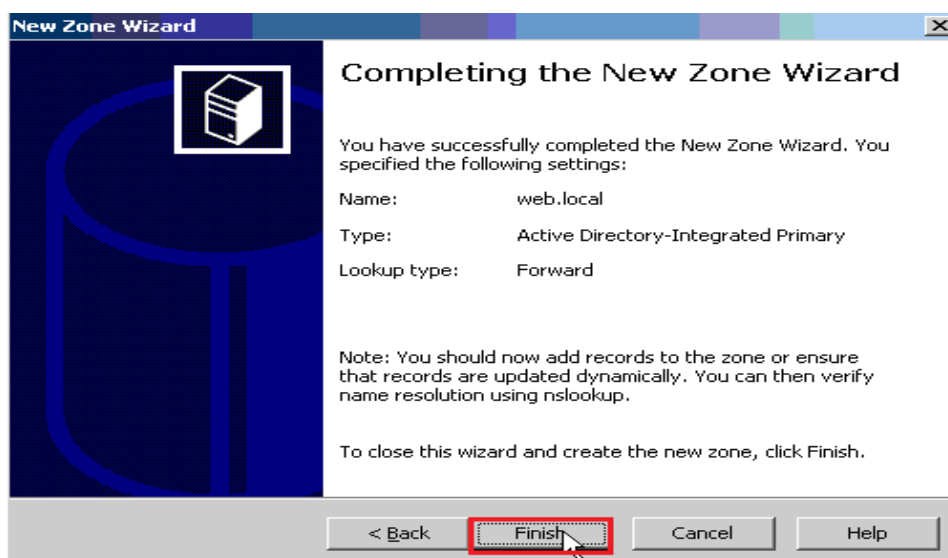 New Zone Wizard
Completing the New Zone Wizard
You have successfully completed the New Zone Wizard. You
specified the following settings:
Name: web.local
Type: Active Directory-Integrated Primary
Lookup type: Forward
Note: You should now add records to the zone or ensure
that records are updated dynamically. You can then verify
name resolution using nslookup.
To close this wizard and create the new zone, click Finish.
< Back Finish Cancel Help